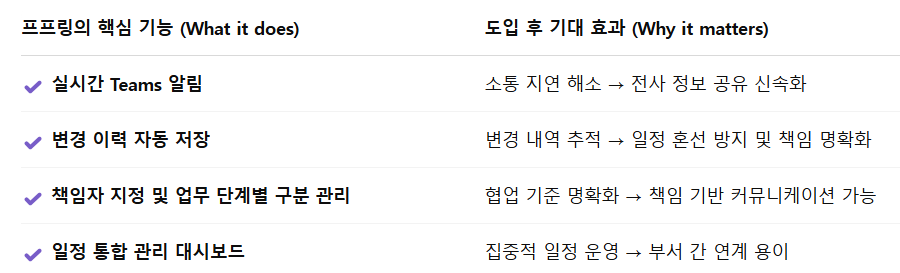 프프링의 핵심 기능 (What it does) 도입 후 기대 효과 (Why it matters)
실시간 Teams 알림 소통 지연 해소 → 전사 정보 공유 신속화
변경 이력 자동 저장 변경 내역 추적 → 일정 혼선 방지 및 책임 명확화
책임자 지정 및 업무 단계별 구분 관리 협업 기준 명확화 → 책임 기반 커뮤니케이션 가능
일정 통합 관리 대시보드 집중적 일정 운영 → 부서 간 연계 용이